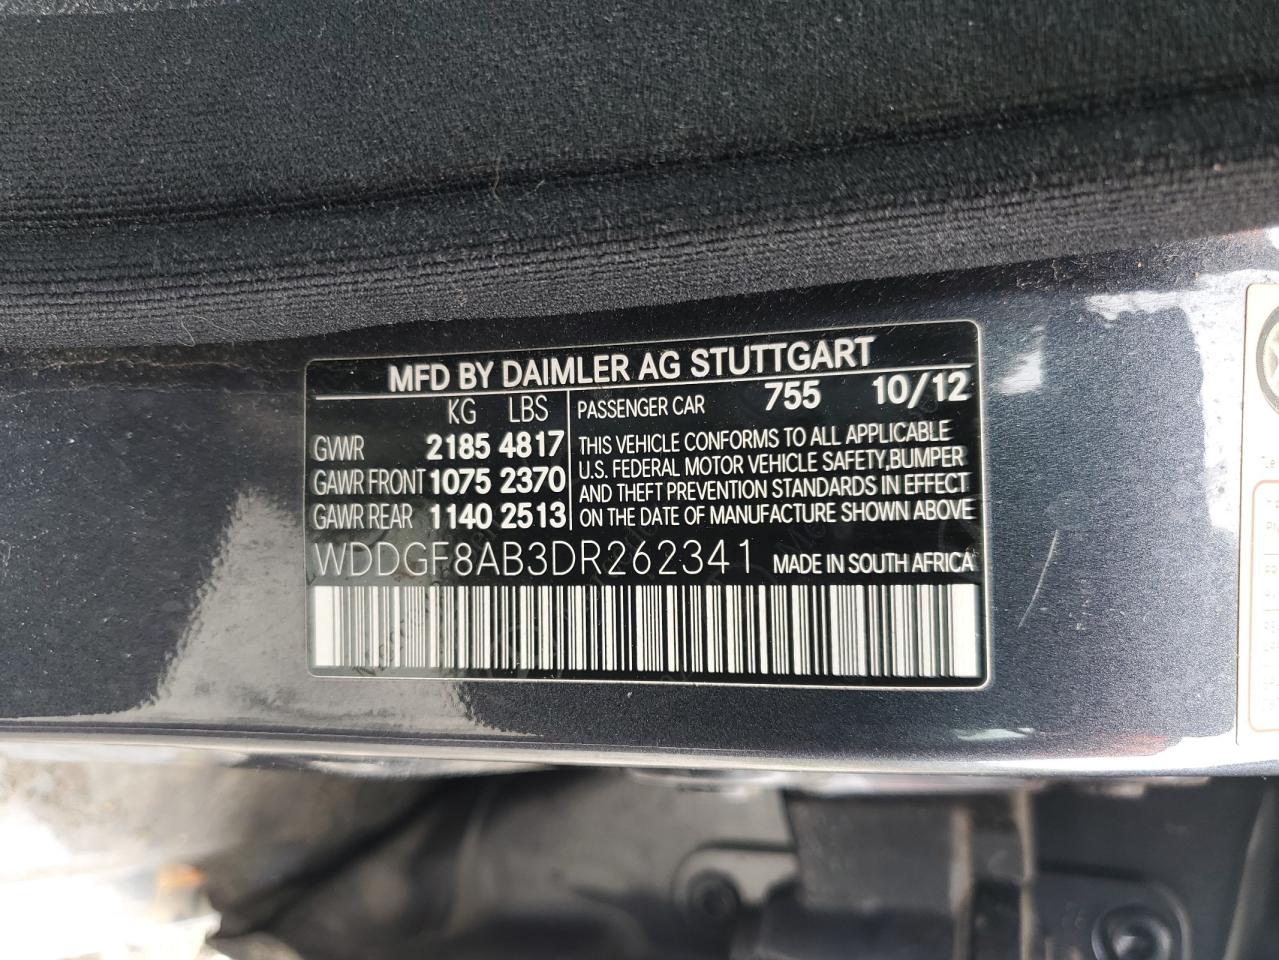 MFD BY DAIMLER AG STUTTGART
KG LBS PASSENGER CAR 755 10/12
GVWR 2185 4817
GAWR FRONT 1075 2370
GAWR REAR 1140 2513
THIS VEHICLE CONFORMS TO ALL APPLICABLE
U.S. FEDERAL MOTOR VEHICLE SAFETY,BUMPER
AND THEFT PREVENTION STANDARDS IN EFFECT
ON THE DATE OF MANUFACTURE SHOWN ABOVE
WDDGF8AB3DR262341 MADE IN SOUTH AFRICA